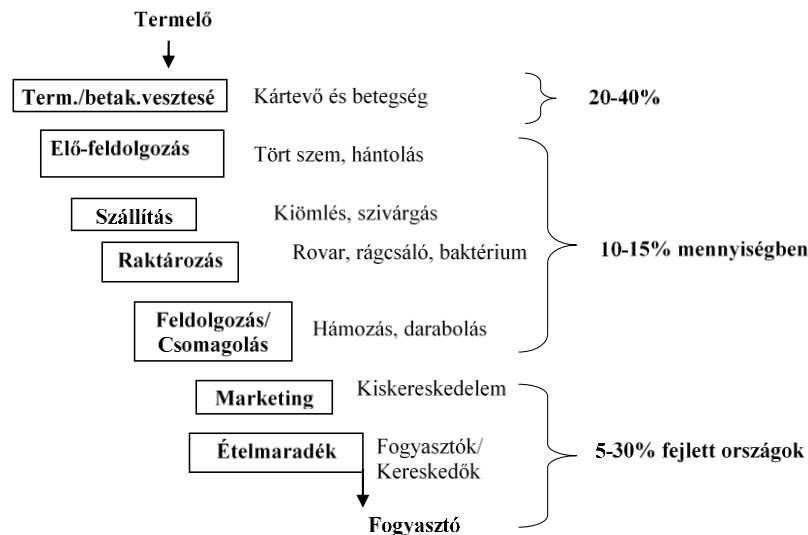 Termelő
Term./betak.vesztesé
Kártevő és betegség
20-40%
Elő-feldolgozás
Tört szem, hántolás
Szállítás
Kiömlés, szivárgás
Raktározás
Rovar, rágcsáló, baktérium
10-15% mennyiségben
Feldolgozás/
Csomagolás
Hámozás, darabolás
Marketing
Kiskereskedelem
Ételmaradék
Fogyasztók/
Kereskedők
5-30% fejlett országok
Fogyasztó